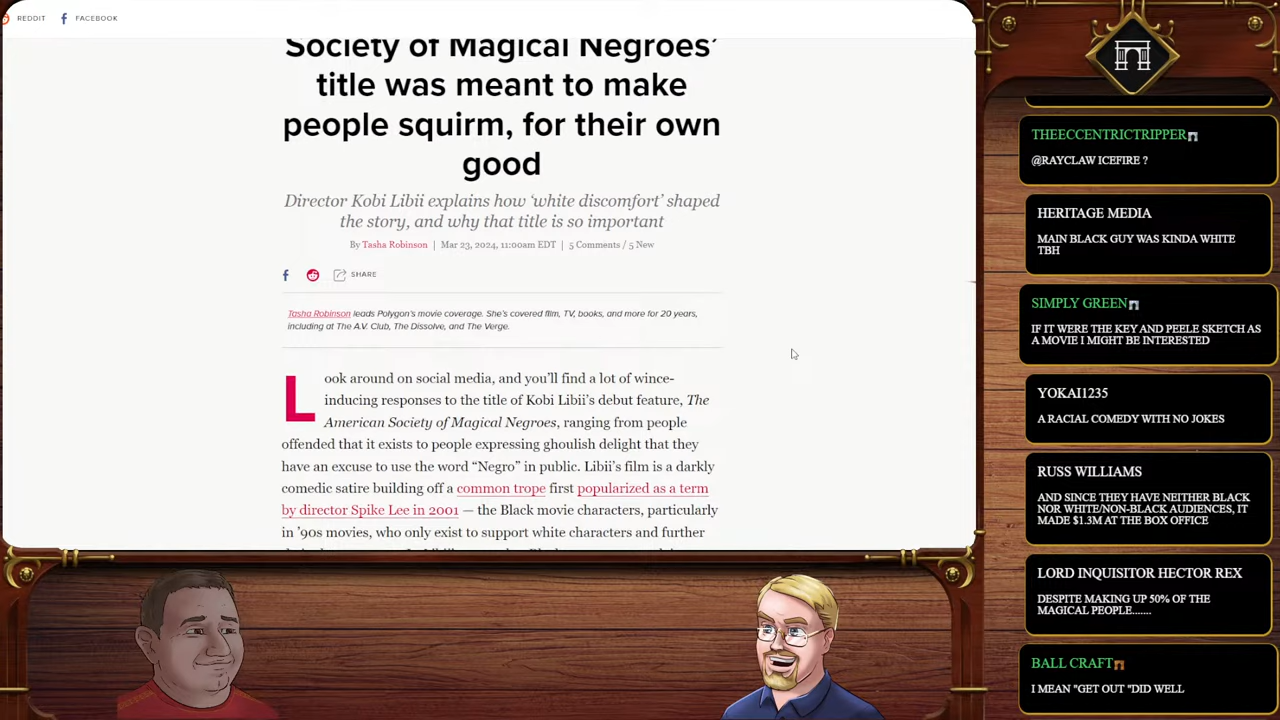 REDDIT FACEBOOK
Society of Magical Negroes’
title was meant to make
people squirm, for their own
good
Director Kobi Libii explains how ‘white discomfort’ shaped
the story, and why that title is so important
By Tasha Robinson | Mar 23, 2024, 11:00am EDT | 5 Comments / 5 New
SHARE
Tasha Robinson leads Polygon's movie coverage. She's covered film, TV, books, and more for 20 years,
including at The A.V. Club, The Dissolve, and The Verge.
Look around on social media, and you’ll find a lot of wince-
inducing responses to the title of Kobi Libii’s debut feature, The
American Society of Magical Negroes, ranging from people
offended that it exists to people expressing ghoulish delight that they
have an excuse to use the word “Negro” in public. Libii’s film is a darkly
comedic satire building off a common trope first popularized as a term
by director Spike Lee in 2001 — the Black movie characters, particularly
in ’90s movies, who only exist to support white characters and further
THEECCENTRICTRIPPER
@RAYCLAW ICEFIRE ?
HERITAGE MEDIA
MAIN BLACK GUY WAS KINDA WHITE
TBH
SIMPLY GREEN
IF IT WERE THE KEY AND PEELE SKETCH AS
A MOVIE I MIGHT BE INTERESTED
YOKAI1235
A RACIAL COMEDY WITH NO JOKES
RUSS WILLIAMS
AND SINCE THEY HAVE NEITHER BLACK
NOR WHITE/NON-BLACK AUDIENCES, IT
MADE $1.3M AT THE BOX OFFICE
LORD INQUISITOR HECTOR REX
DESPITE MAKING UP 50% OF THE
MAGICAL PEOPLE.......
BALL CRAFT
I MEAN "GET OUT "DID WELL